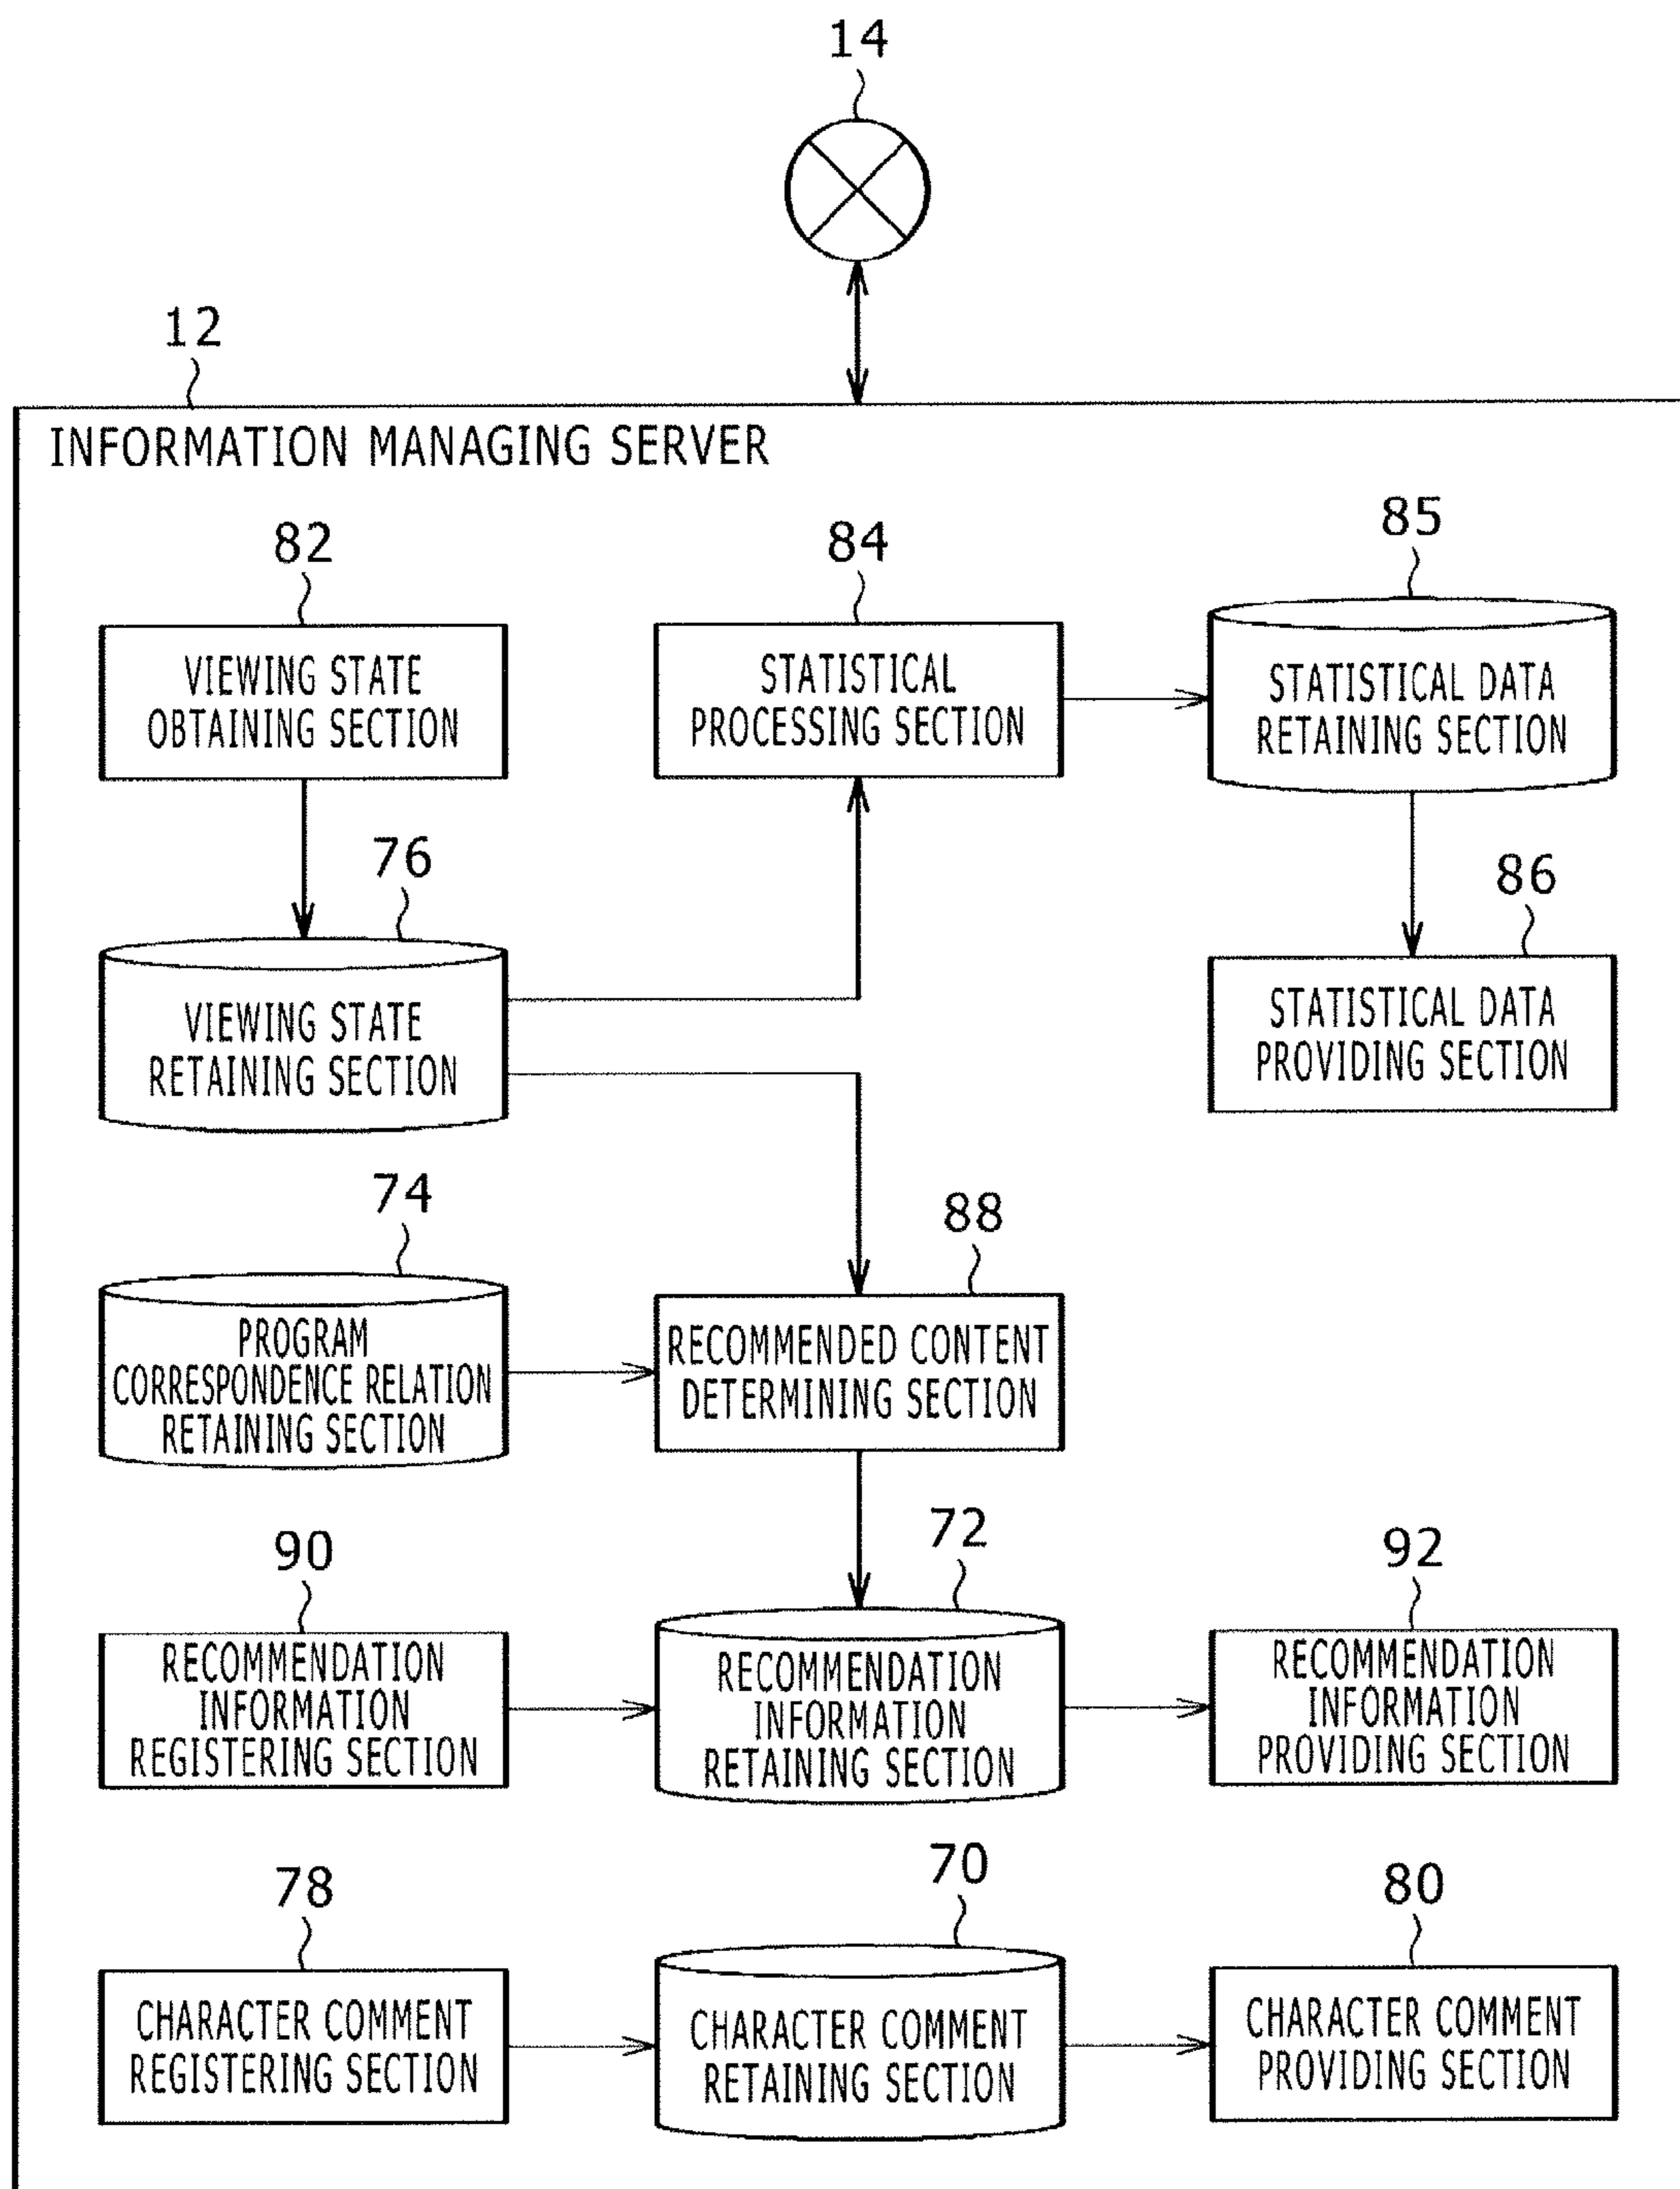 14
12
INFORMATION MANAGING SERVER
82
84
85
VIEWING STATE
OBTAINING SECTION
STATISTICAL
PROCESSING SECTION
STATISTICAL DATA
RETAINING SECTION
76
86
VIEWING STATE
RETAINING SECTION
STATISTICAL DATA
PROVIDING SECTION
74
88
PROGRAM
CORRESPONDENCE RELATION
RETAINING SECTION
RECOMMENDED CONTENT
DETERMINING SECTION
90
72
92
RECOMMENDATION
INFORMATION
REGISTERING SECTION
RECOMMENDATION
INFORMATION
RETAINING SECTION
RECOMMENDATION
INFORMATION
PROVIDING SECTION
78
70
80
CHARACTER COMMENT
REGISTERING SECTION
CHARACTER COMMENT
RETAINING SECTION
CHARACTER COMMENT
PROVIDING SECTION